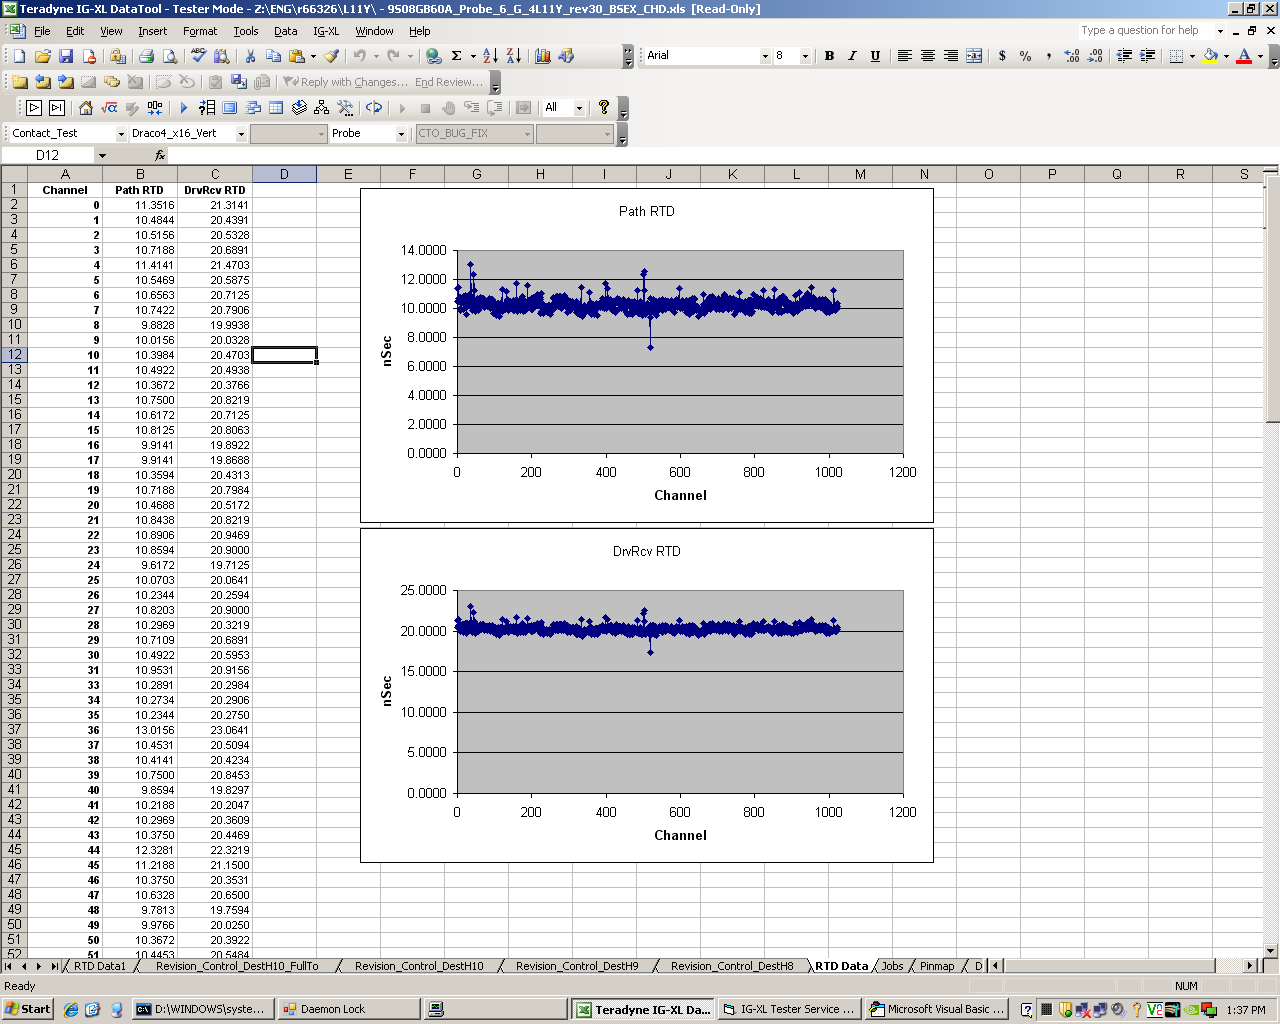 Teradyne IG-XL DataTool - Tester Mode - Z:\ENG\r66326\L11Y\ - 9S08GB60A_Probe_6_G_4L11Y_rev30_BSEX_CHD.xls [Read-Only]
File Edit View Insert Format Tools Data IG-XL Window Help Type a question for help
Arial 8 B I U $ %
Reply with Changes... End Review...
All
Contact_Test Draco4_x16_Vert Probe CTO_BUG_FIX
D12 fx
A B C D E F G H I J K L M N O P Q R S
1 Channel Path RTD DrvRcv RTD
2 0 11.3516 21.3141
3 1 10.4844 20.4391
4 2 10.5156 20.5328
5 3 10.7188 20.6891
6 4 11.4141 21.4703
7 5 10.5469 20.5875
8 6 10.6563 20.7125
9 7 10.7422 20.7906
10 8 9.8828 19.9938
11 9 10.0156 20.0328
12 10 10.3984 20.4703
13 11 10.4922 20.4938
14 12 10.3672 20.3766
15 13 10.7500 20.8219
16 14 10.6172 20.7125
17 15 10.8125 20.8063
18 16 9.9141 19.8922
19 17 9.9141 19.8688
20 18 10.3594 20.4313
21 19 10.7188 20.7984
22 20 10.4688 20.5172
23 21 10.8438 20.8219
24 22 10.8906 20.9469
25 23 10.8594 20.9000
26 24 9.6172 19.7125
27 25 10.0703 20.0641
28 26 10.2344 20.2594
29 27 10.8203 20.9000
30 28 10.2969 20.3219
31 29 10.7109 20.6891
32 30 10.4922 20.5953
33 31 10.9531 20.9156
34 33 10.2891 20.2984
35 34 10.2734 20.2906
36 35 10.2344 20.2750
37 36 13.0156 23.0641
38 37 10.4531 20.5094
39 38 10.4141 20.4234
40 39 10.7500 20.8453
41 40 9.8594 19.8297
42 41 10.2188 20.2047
43 42 10.2969 20.3609
44 43 10.3750 20.4469
45 44 12.3281 22.3219
46 45 11.2188 21.1500
47 46 10.3750 20.3531
48 47 10.6328 20.6500
49 48 9.7813 19.7594
50 49 9.9766 20.0250
51 50 10.3672 20.3922
52 51 10.4453 20.5484
Path RTD
14.0000
12.0000
10.0000
8.0000
6.0000
4.0000
2.0000
0.0000
nSec
0 200 400 600 800 1000 1200
Channel
DrvRcv RTD
25.0000
20.0000
15.0000
10.0000
5.0000
0.0000
nSec
0 200 400 600 800 1000 1200
Channel
RTD Data1 Revision_Control_DestH10_FullTo Revision_Control_DestH10 Revision_Control_DestH9 Revision_Control_DestH8 RTD Data Jobs Pinmap D
Ready NUM
Start D:\WINDOWS\syste... Daemon Lock Teradyne IG-XL Da... IG-XL Tester Service ... Microsoft Visual Basic ... 1:37 PM